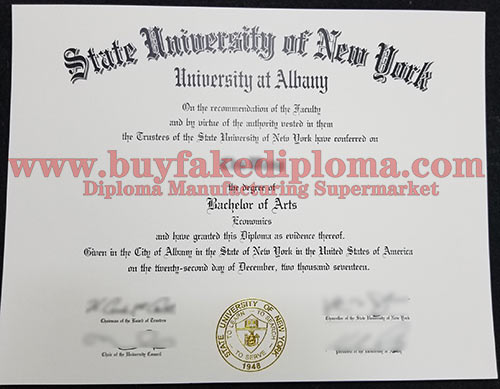 State University of New York
University at Albany
On the recommendation of the Faculty
and by virtue of the authority vested in them
the Trustees of the State University of New York have conferred on
www.buyfakediploma.com
the degree of
Diploma Manufacturing Supermarket
Bachelor of Arts
Economics
and have granted this Diploma as evidence thereof.
Given in the City of Albany in the State of New York in the United States of America
on the twenty-second day of December, two thousand seventeen.
Chairman of the Board of Trustees
Chancellor of the State University of New York
Chair of the University Council
President of the University at Albany
STATE UNIVERSITY OF NEW YORK
TO LEARN TO SEARCH
TO SERVE
1948